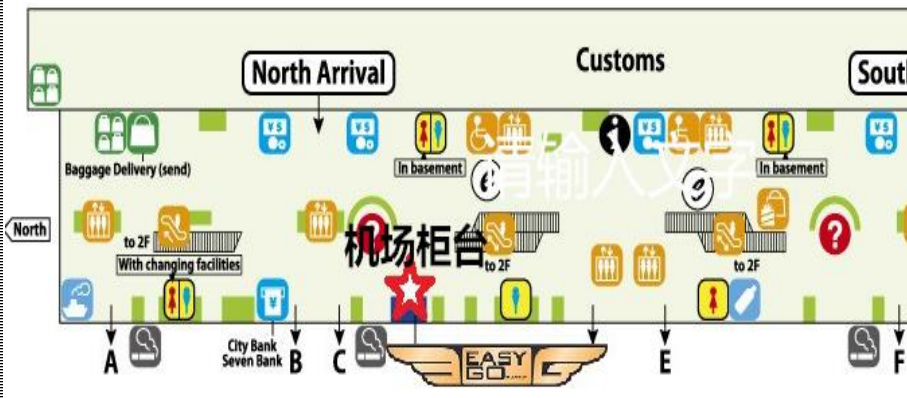 Customs
North Arrival
Sout
¥$
¥$
¥$
¥$
Baggage Delivery (send)
In basement
请输入文字
In basement
North
?
机场柜台
?
to 2F
to 2F
to 2F
With changing facilities
¥
City Bank
Seven Bank
A
B
C
E
F
EASY
GO